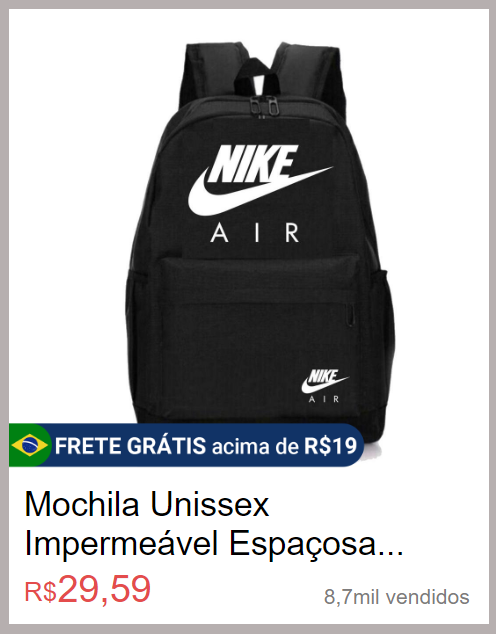 NIKE
AIR
NIKE
AIR
FRETE GRÁTIS acima de R$19
Mochila Unissex
Impermeável Espaçosa...
R$29,59
8,7mil vendidos